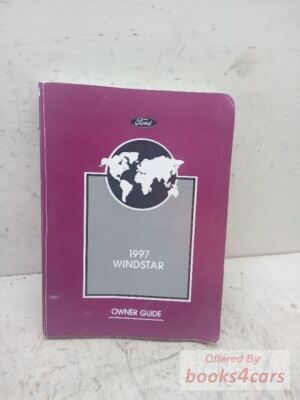 Ford
1997
WINDSTAR
OWNER GUIDE
Offered By
books4cars